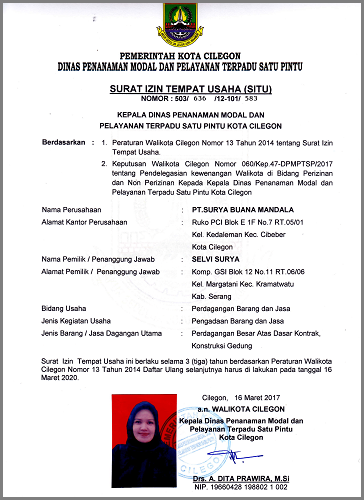 PEMERINTAH KOTA CILEGON
DINAS PENANAMAN MODAL DAN PELAYANAN TERPADU SATU PINTU
SURAT IZIN TEMPAT USAHA (SITU)
NOMOR : 503/ 636 /12-101/ 583
KEPALA DINAS PENANAMAN MODAL DAN
PELAYANAN TERPADU SATU PINTU KOTA CILEGON
Berdasarkan : 1. Peraturan Walikota Cilegon Nomor 13 Tahun 2014 tentang Surat Izin
Tempat Usaha.
2. Keputusan Walikota Cilegon Nomor 060/Kep.47-DPMPTSP/2017
tentang Pendelegasian kewenangan Walikota di Bidang Perizinan
dan Non Perizinan Kepada Kepala Dinas Penanaman Modal dan
Pelayanan Terpadu Satu Pintu Kota Cilegon
Nama Perusahaan : PT.SURYA BUANA MANDALA
Alamat Kantor Perusahaan : Ruko PCI Blok E 1F No.7 RT.05/01
Kel. Kedaleman Kec. Cibeber
Kota Cilegon
Nama Pemilik / Penanggung Jawab : SELVI SURYA
Alamat Pemilik / Penanggung Jawab : Komp. GSI Blok 12 No.11 RT.06/06
Kel. Margatani Kec. Kramatwatu
Kab. Serang
Bidang Usaha : Perdagangan Barang dan Jasa
Jenis Kegiatan Usaha : Pengadaan Barang dan Jasa
Jenis Barang / Jasa Dagangan Utama : Perdagangan Besar Atas Dasar Kontrak,
Konstruksi Gedung
Surat Izin Tempat Usaha ini berlaku selama 3 (tiga) tahun berdasarkan Peraturan Walikota
Cilegon Nomor 13 Tahun 2014 Daftar Ulang selanjutnya harus di lakukan pada tanggal 16
Maret 2020.
Cilegon, 16 Maret 2017
a.n. WALIKOTA CILEGON
Kepala Dinas Penanaman Modal dan
Pelayanan Terpadu Satu Pintu
Kota Cilegon
Drs. A. DITA PRAWIRA, M.Si
NIP. 19660428 198802 1 002